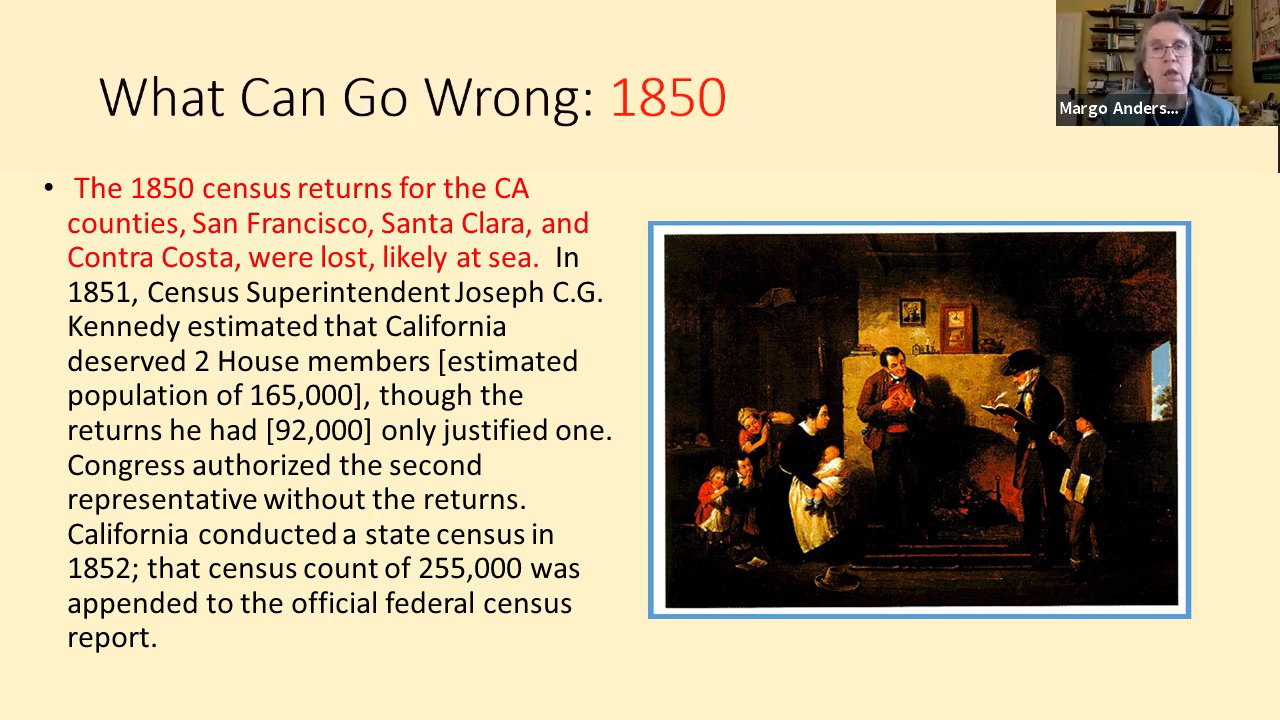 What Can Go Wrong: 1850
Margo Anders...
• The 1850 census returns for the CA
counties, San Francisco, Santa Clara, and
Contra Costa, were lost, likely at sea.  In
1851, Census Superintendent Joseph C.G.
Kennedy estimated that California
deserved 2 House members [estimated
population of 165,000], though the
returns he had [92,000] only justified one.
Congress authorized the second
representative without the returns.
California conducted a state census in
1852; that census count of 255,000 was
appended to the official federal census
report.